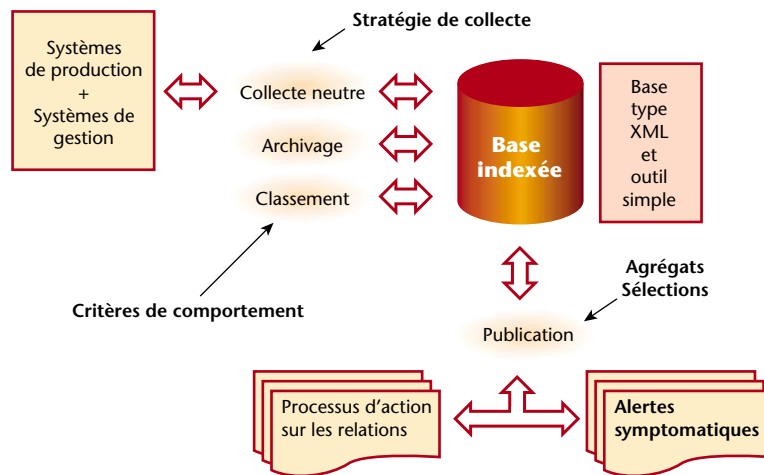 Stratégie de collecte
Systèmes
de production
+
Systèmes de
gestion
Collecte neutre
Archivage
Classement
Base
indexée
Base
type
XML
et
outil
simple
Critères de comportement
Agrégats
Sélections
Publication
Processus d'action
sur les relations
Alertes
symptomatiques